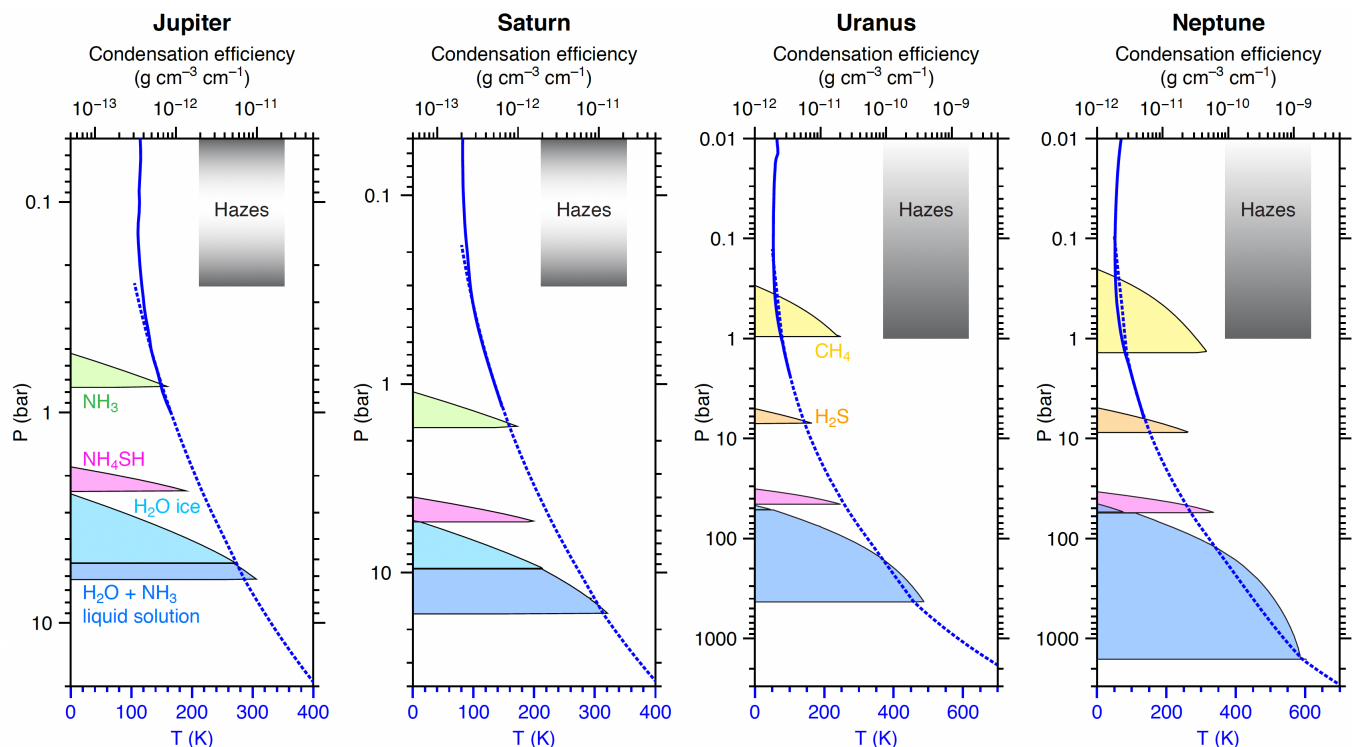 Jupiter
Condensation efficiency
(g cm⁻³ cm⁻¹)
10⁻¹³ 10⁻¹² 10⁻¹¹
Hazes
0.1
1
10
P (bar)
NH₃
NH₄SH
H₂O ice
H₂O + NH₃
liquid solution
0 100 200 300 400
T (K)
Saturn
Condensation efficiency
(g cm⁻³ cm⁻¹)
10⁻¹³ 10⁻¹² 10⁻¹¹
Hazes
0.1
1
10
P (bar)
0 100 200 300 400
T (K)
Uranus
Condensation efficiency
(g cm⁻³ cm⁻¹)
10⁻¹² 10⁻¹¹ 10⁻¹⁰ 10⁻⁹
Hazes
0.01
0.1
1
10
100
1000
P (bar)
CH₄
H₂S
0 200 400 600
T (K)
Neptune
Condensation efficiency
(g cm⁻³ cm⁻¹)
10⁻¹² 10⁻¹¹ 10⁻¹⁰ 10⁻⁹
Hazes
0.01
0.1
1
10
100
1000
P (bar)
0 200 400 600
T (K)